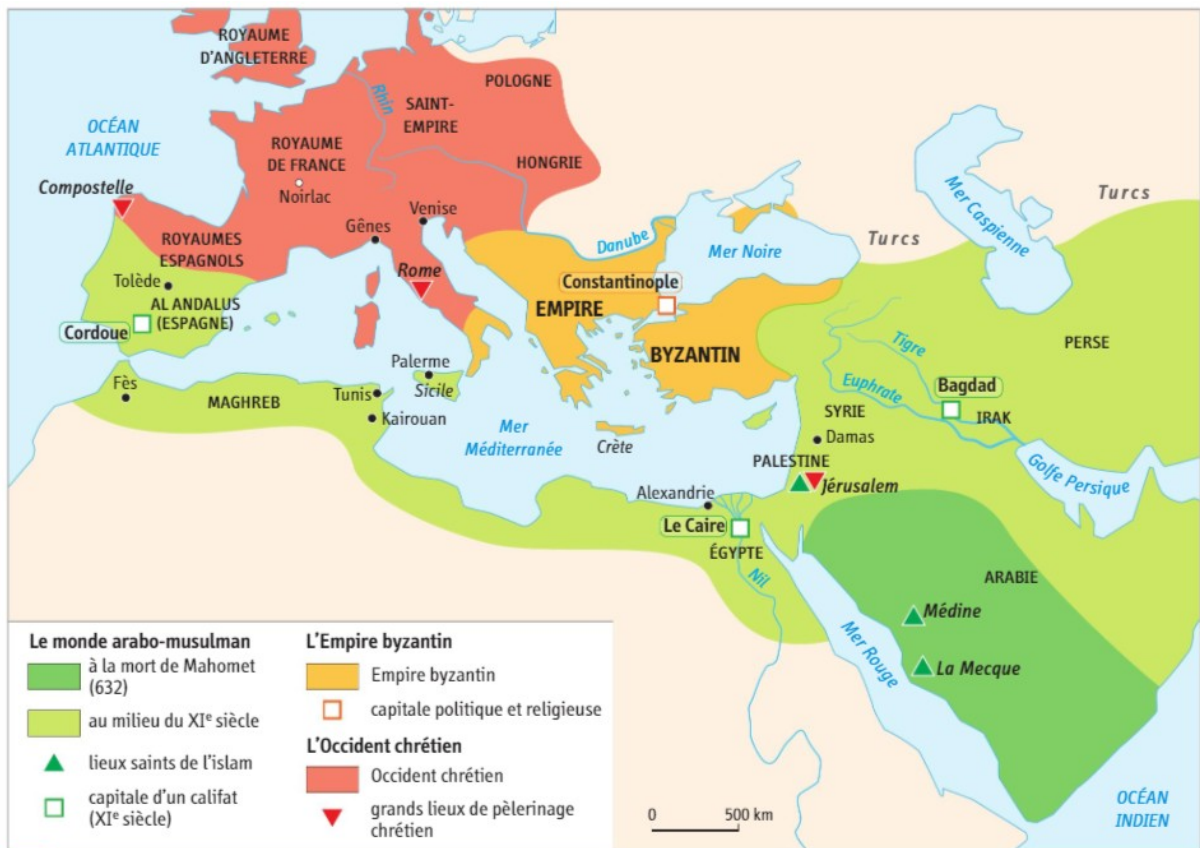 ROYAUME
D'ANGLETERRE
POLOGNE
Rhin
SAINT-
EMPIRE
OCÉAN
ATLANTIQUE
ROYAUME
DE FRANCE
HONGRIE
Noirlac
Compostelle
Turcs
Mer Caspienne
Venise
Gênes
ROYAUMES
ESPAGNOLS
Danube
Mer Noire
Turcs
Rome
Constantinople
Tolède
AL ANDALUS
(ESPAGNE)
EMPIRE
BYZANTIN
Cordoue
PERSE
Tigre
Palerme
Sicile
Euphrate
Bagdad
Fès
MAGHREB
Tunis
Kairouan
SYRIE
IRAK
Mer
Méditerranée
Crète
Damas
PALESTINE
Golfe Persique
Jérusalem
Alexandrie
Le Caire
ÉGYPTE
Nil
ARABIE
Médine
Mer Rouge
La Mecque
Le monde arabo-musulman
à la mort de Mahomet
(632)
au milieu du XIe siècle
lieux saints de l'islam
capitale d'un califat
(XIe siècle)
L'Empire byzantin
Empire byzantin
capitale politique et religieuse
L'Occident chrétien
Occident chrétien
grands lieux de pèlerinage
chrétien
0 500 km
OCÉAN
INDIEN